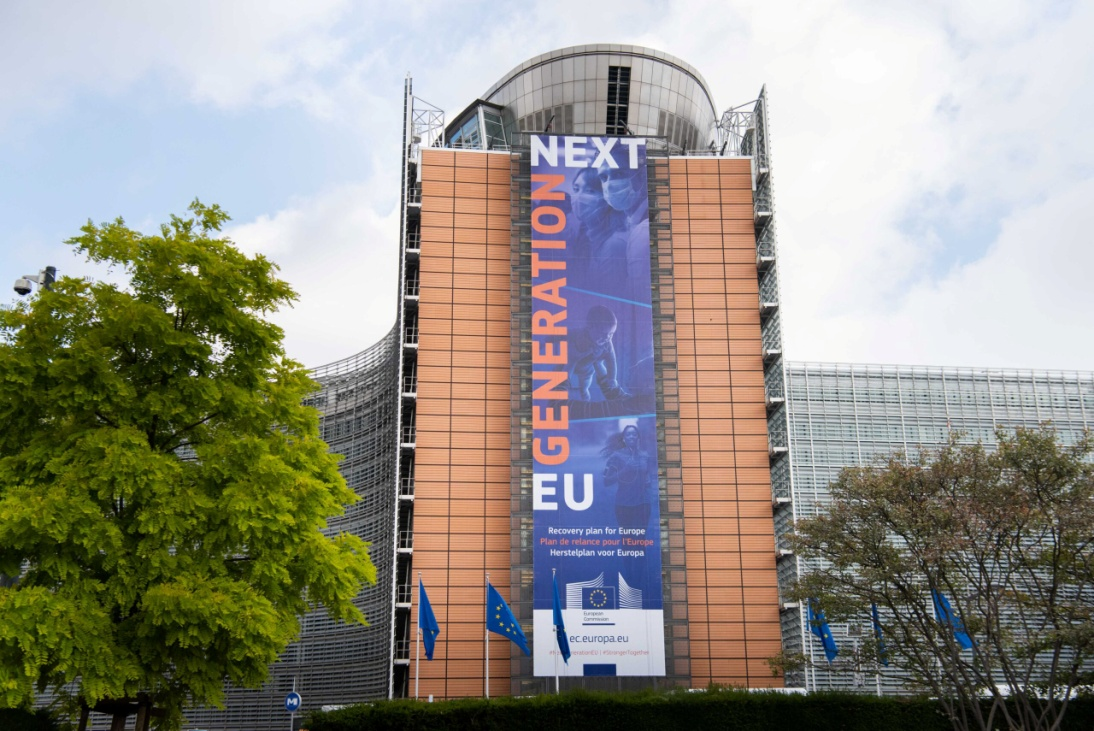 NEXT
GENERATION
EU
Recovery plan for Europe
Plan de relance pour l'Europe
Herstelplan voor Europa
European
Commission
ec.europa.eu
| #StrongerTogether
M